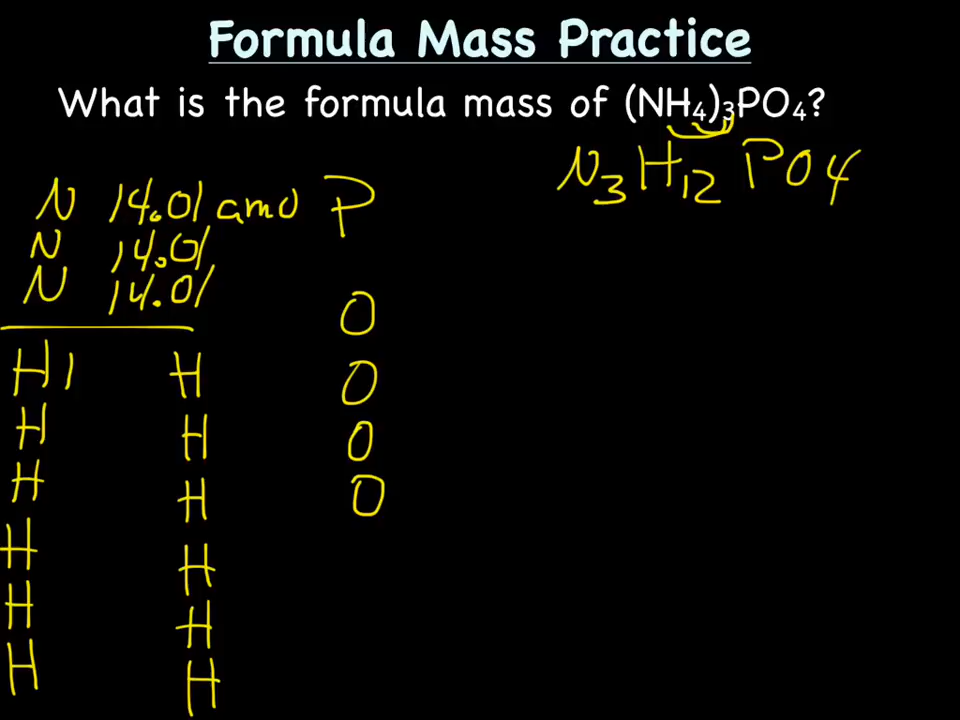 Formula Mass Practice
What is the formula mass of (NH₄)₃PO₄?
N₃H₁₂PO4
N 14.01 amu P
N 14.01
N 14.01
O
H 1 H
O
H H
O
H H
O
H H
H H
H H